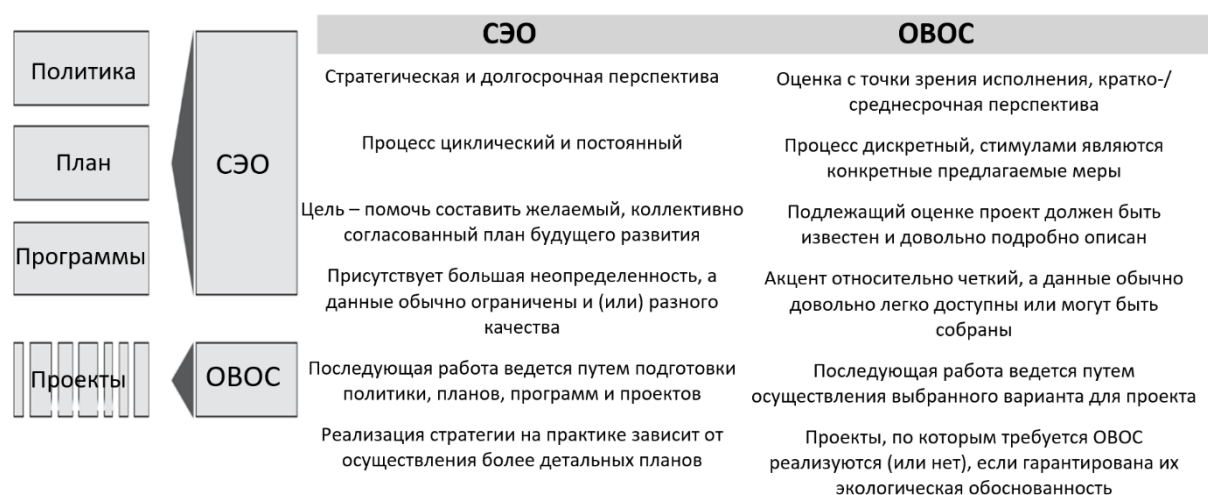 Политика
План
Программы
Проекты
СЭО
ОВОС
СЭО
ОВОС
Стратегическая и долгосрочная перспектива
Оценка с точки зрения исполнения, кратко-/
среднесрочная перспектива
Процесс циклический и постоянный
Процесс дискретный, стимулами являются
конкретные предлагаемые меры
Цель – помочь составить желаемый, коллективно
согласованный план будущего развития
Подлежащий оценке проект должен быть
известен и довольно подробно описан
Присутствует большая неопределенность, а
данные обычно ограничены и (или) разного
качества
Акцент относительно четкий, а данные обычно
довольно легко доступны или могут быть
собраны
Последующая работа ведется путем подготовки
политики, планов, программ и проектов
Последующая работа ведется путем
осуществления выбранного варианта для проекта
Реализация стратегии на практике зависит от
осуществления более детальных планов
Проекты, по которым требуется ОВОС
реализуются (или нет), если гарантирована их
экологическая обоснованность